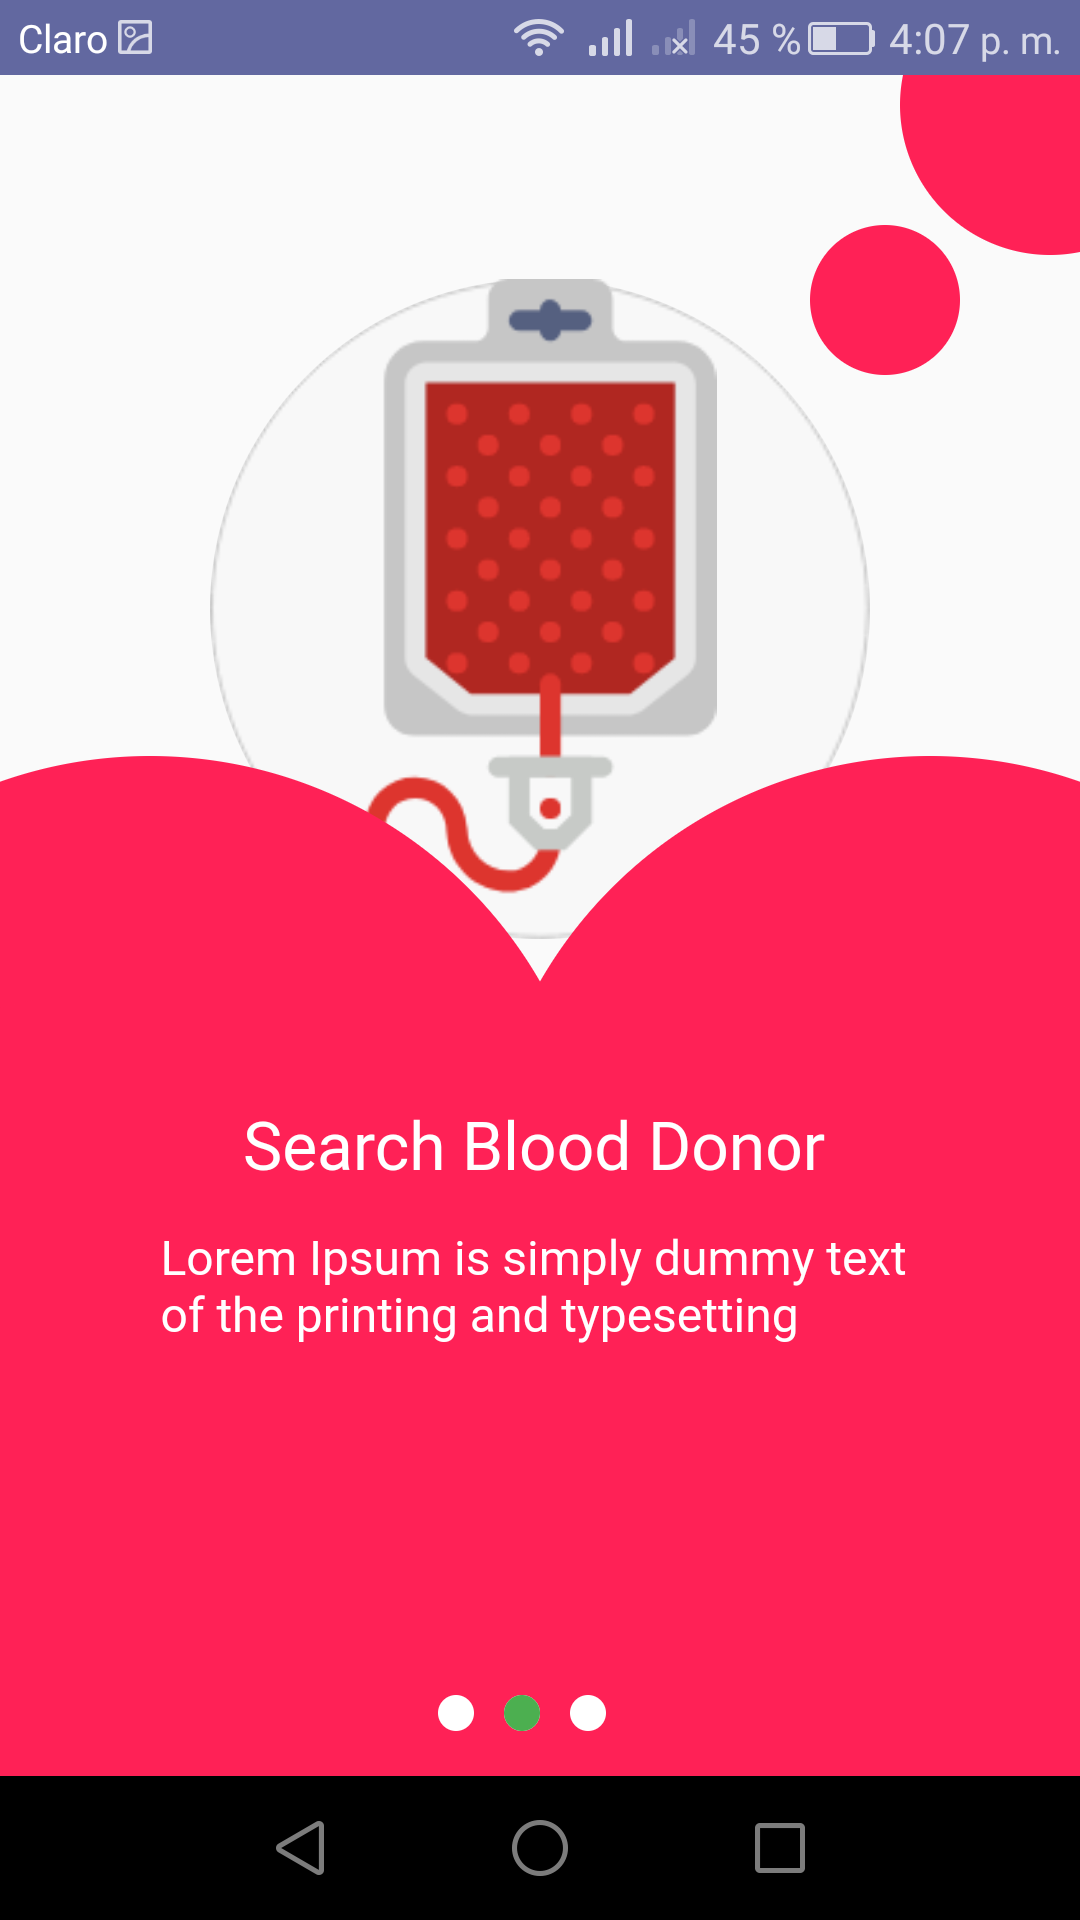 Claro 45 % 4:07 p. m.
Search Blood Donor
Lorem Ipsum is simply dummy text
of the printing and typesetting